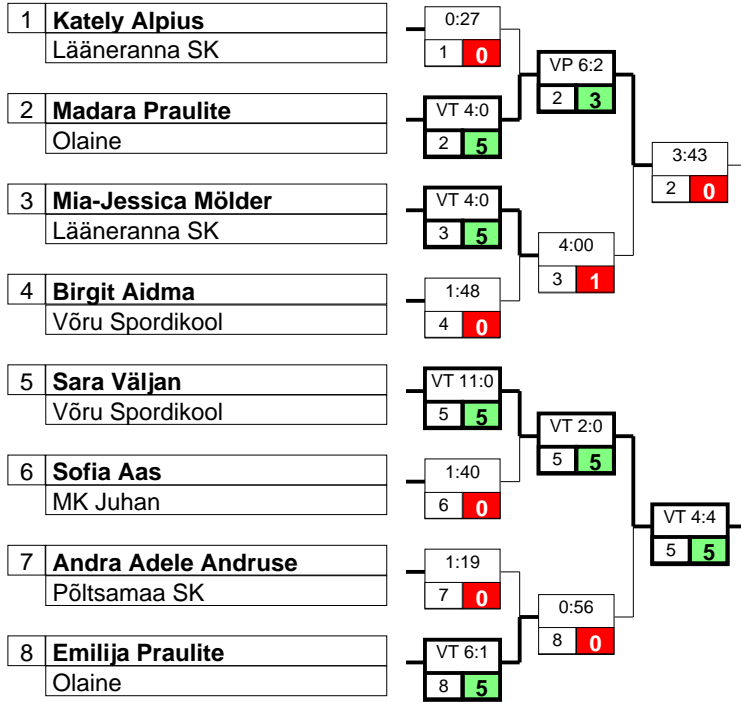 1 Kately Alpius
Lääneranna SK
2 Madara Praulite
Olaine
3 Mia-Jessica Mölder
Lääneranna SK
4 Birgit Aidma
Võru Spordikool
5 Sara Väljan
Võru Spordikool
6 Sofia Aas
MK Juhan
7 Andra Adele Andruse
Põltsamaa SK
8 Emilija Praulite
Olaine
0:27
1 0
VT 4:0
2 5
VT 4:0
3 5
1:48
4 0
VT 11:0
5 5
1:40
6 0
1:19
7 0
VT 6:1
8 5
VP 6:2
2 3
4:00
3 1
VT 2:0
5 5
0:56
8 0
3:43
2 0
VT 4:4
5 5